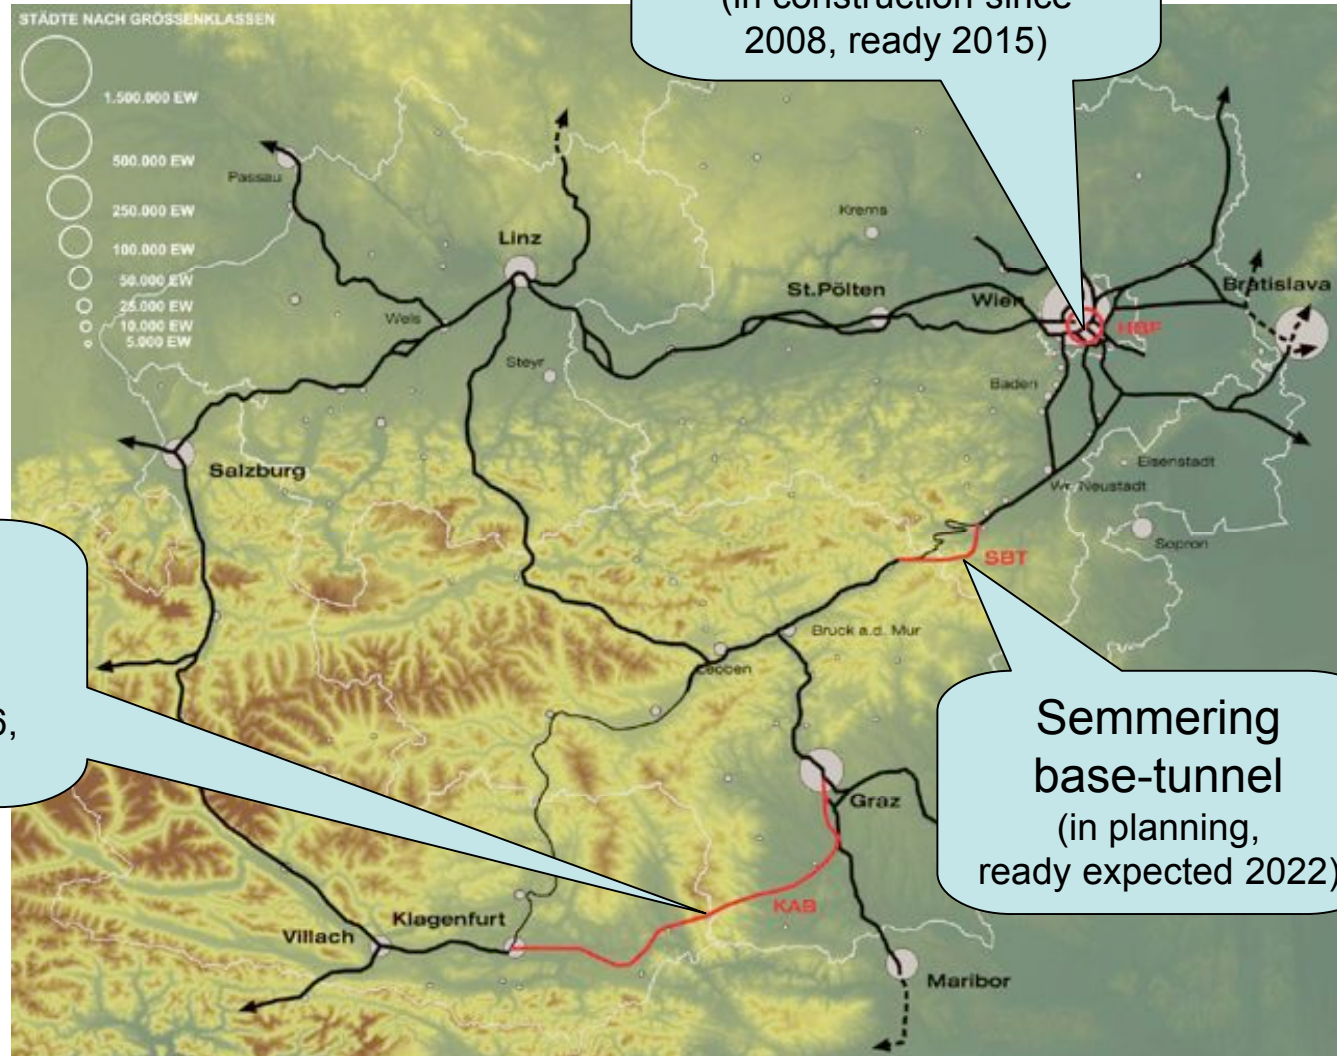 (in construction since
2008, ready 2015)
STÄDTE NACH GRÖSSENKLASSEN
1.500.000 EW
500.000 EW
250.000 EW
100.000 EW
50.000 EW
25.000 EW
10.000 EW
5.000 EW
Passau
Linz
Krems
St.Pölten
Wien
Bratislava
HBF
Wels
Steyr
Baden
Salzburg
Eisenstadt
Wr. Neustadt
Sopron
SBT
Bruck a.d. Mur
Leoben
6,
Semmering
base-tunnel
(in planning,
ready expected 2022)
Graz
KAB
Klagenfurt
Villach
Maribor